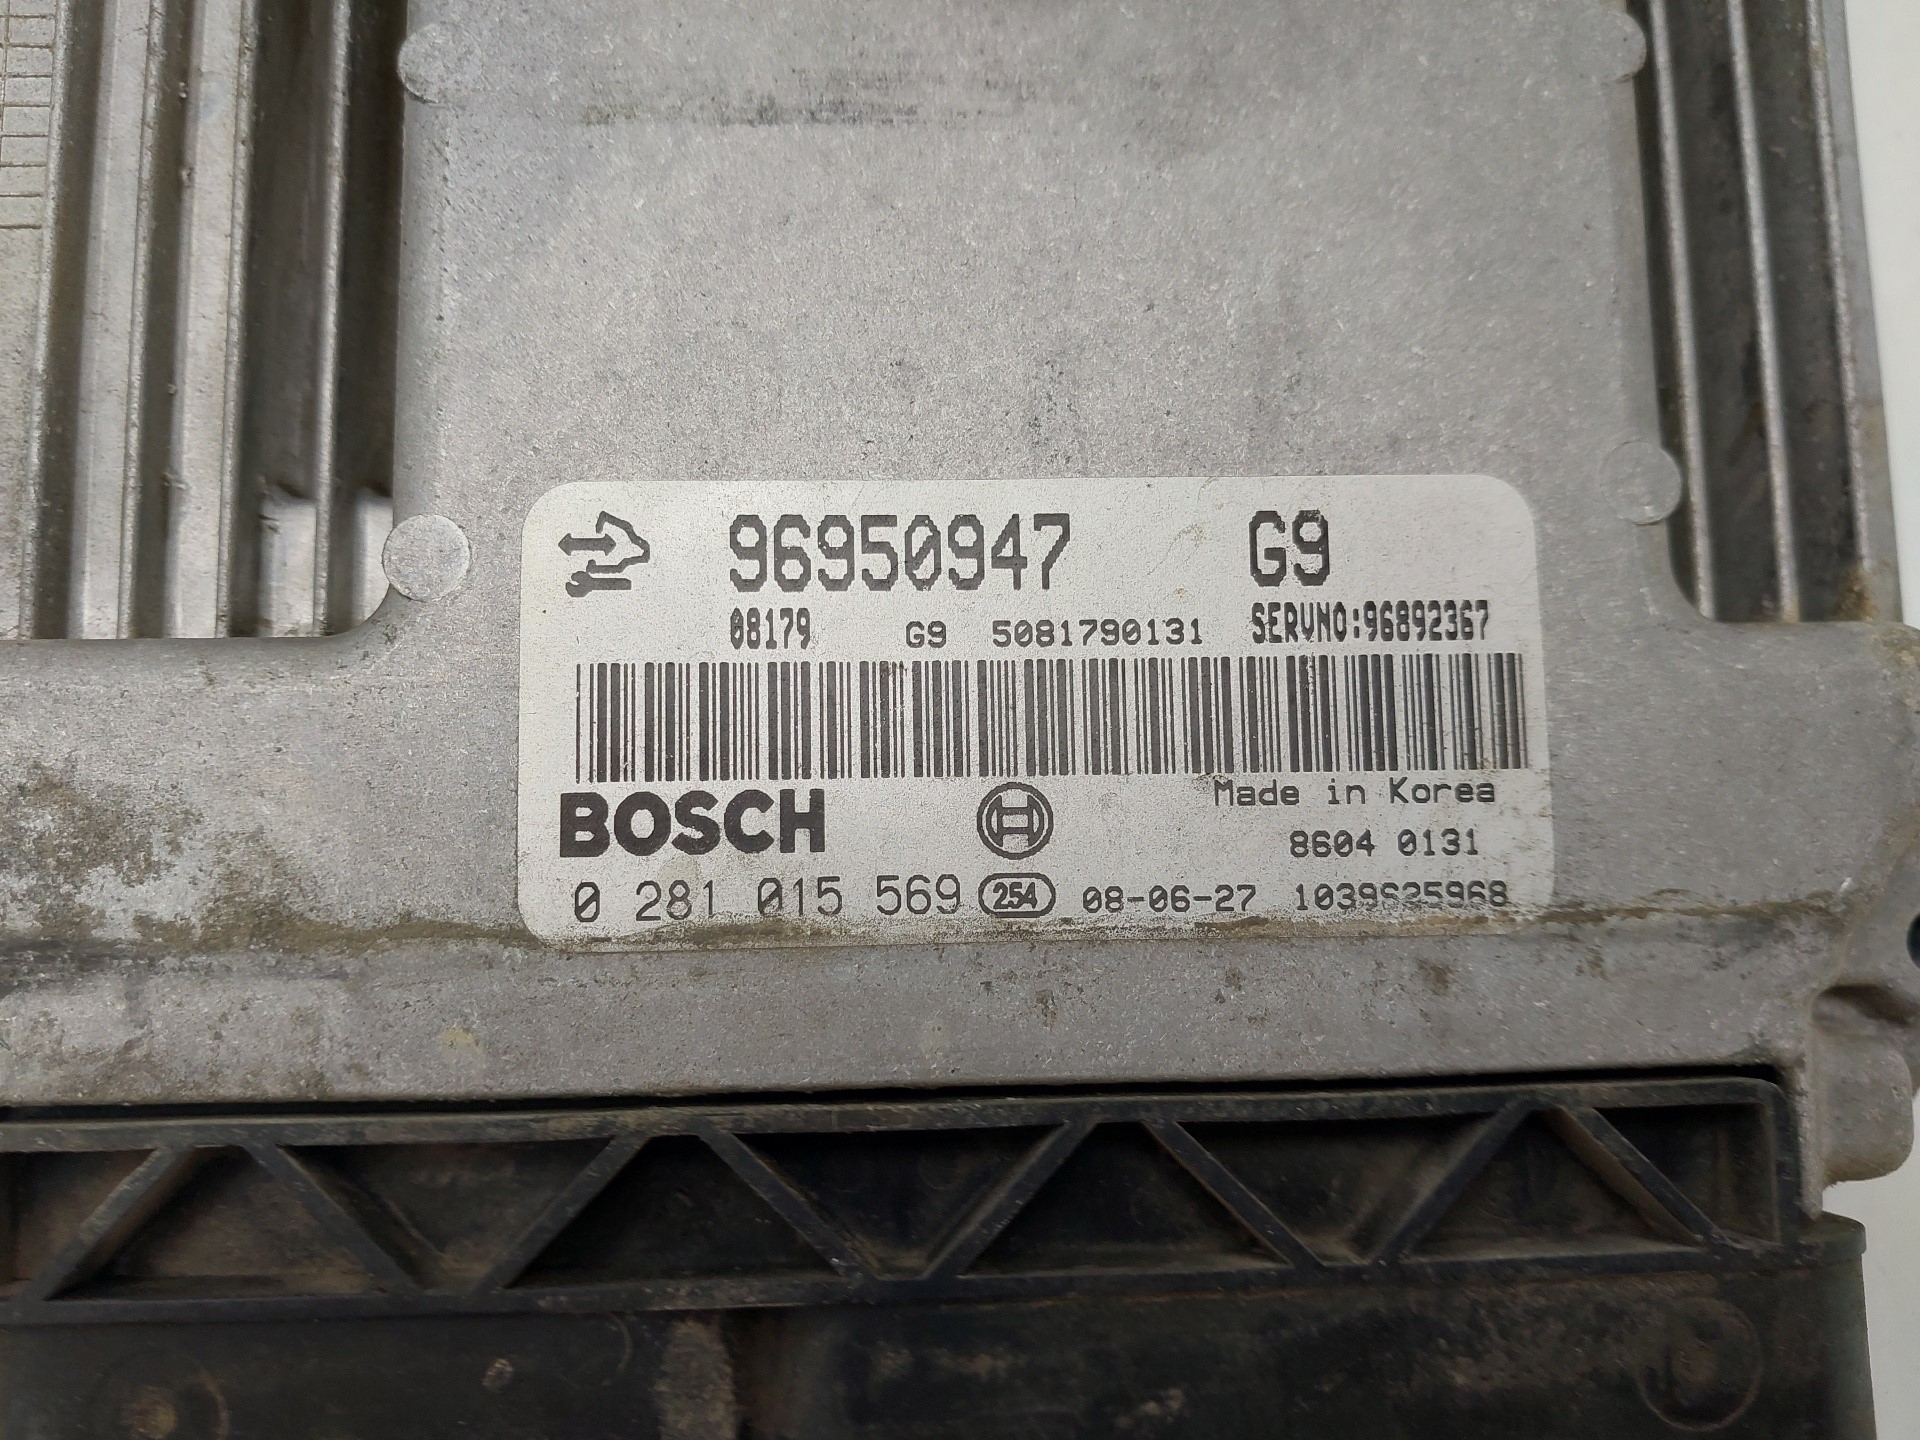 96950947 G9
08179 G9 5081790131 SERVNO:96892367
BOSCH
Made in Korea
8604 0131
0 281 015 569 254 08-06-27 1039S25968